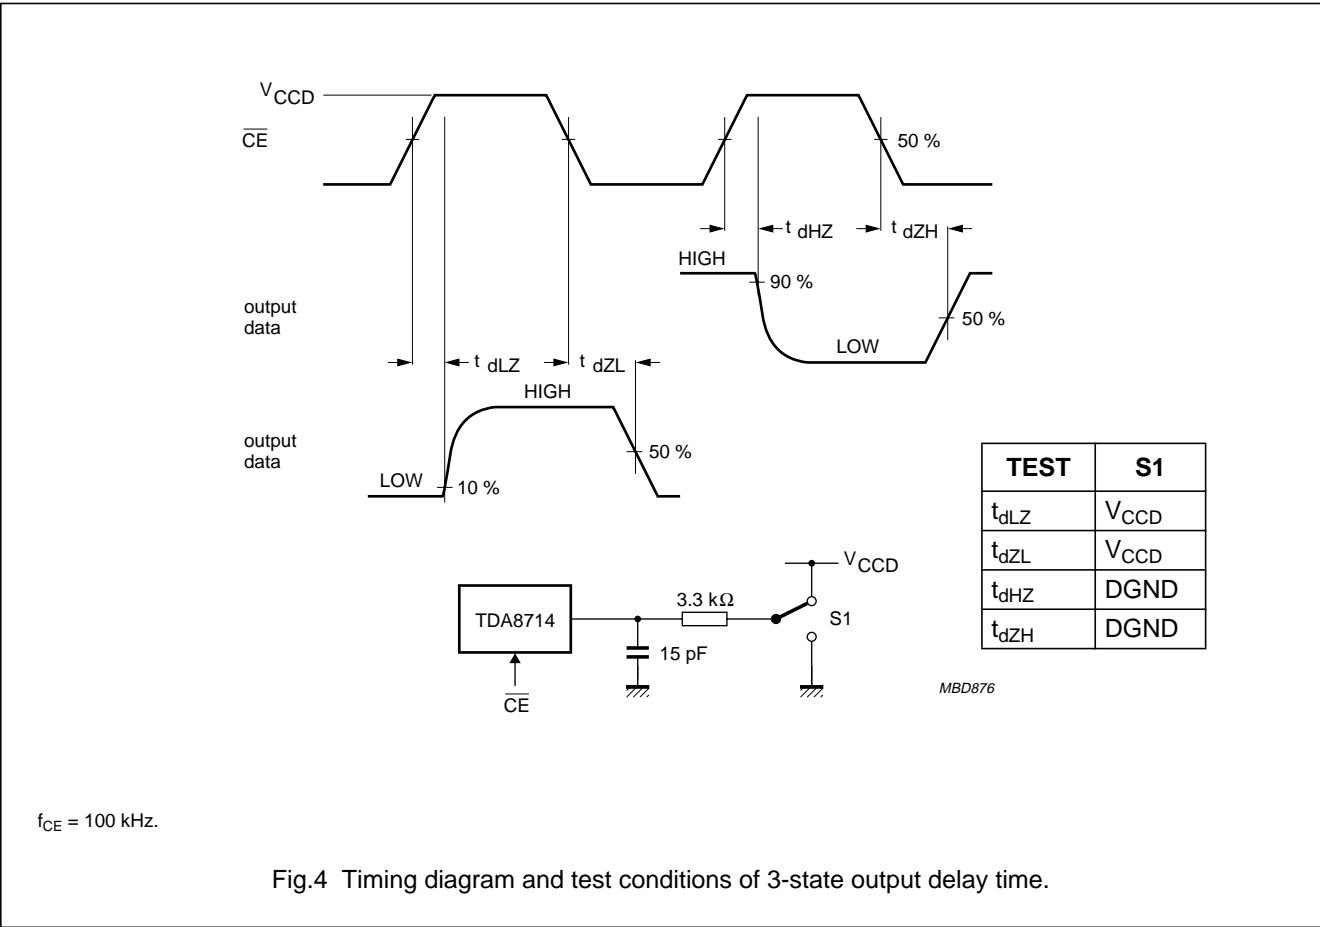 VCCD
CE
50 %
t dHZ
t dZH
HIGH
90 %
output
data
50 %
LOW
t dLZ
t dZL
HIGH
output
data
50 %
LOW
10 %
TEST S1
tdLZ VCCD
tdZL VCCD
tdHZ DGND
tdZH DGND
VCCD
3.3 kΩ
TDA8714
S1
15 pF
CE
MBD876
fCE = 100 kHz.
Fig.4 Timing diagram and test conditions of 3-state output delay time.